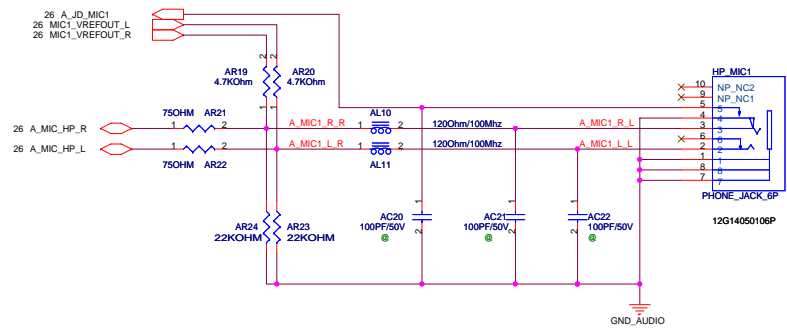 26 A_JD_MIC1
26 MIC1_VREFOUT_L
26 MIC1_VREFOUT_R
2 2
AR19 AR20
4.7KOhm 4.7KOhm
1 1
HP_MIC1
10 NP_NC2
9 NP_NC1
5 5
4 4
3 3
6 6
2 2
1 1
8 8
7 7
PHONE_JACK_6P
12G14050106P
75OHM AR21
26 A_MIC_HP_R 1 2
A_MIC1_R_R 1 AL10 2 120Ohm/100Mhz A_MIC1_R_L
26 A_MIC_HP_L 1 2
75OHM AR22
A_MIC1_L_R 1 AL11 2 120Ohm/100Mhz A_MIC1_L_L
1 1
AR24 AR23
22KOHM 22KOHM
2 2
1 1 1
AC20 AC21 AC22
100PF/50V 100PF/50V 100PF/50V
2 2 2
@ @ @
GND_AUDIO